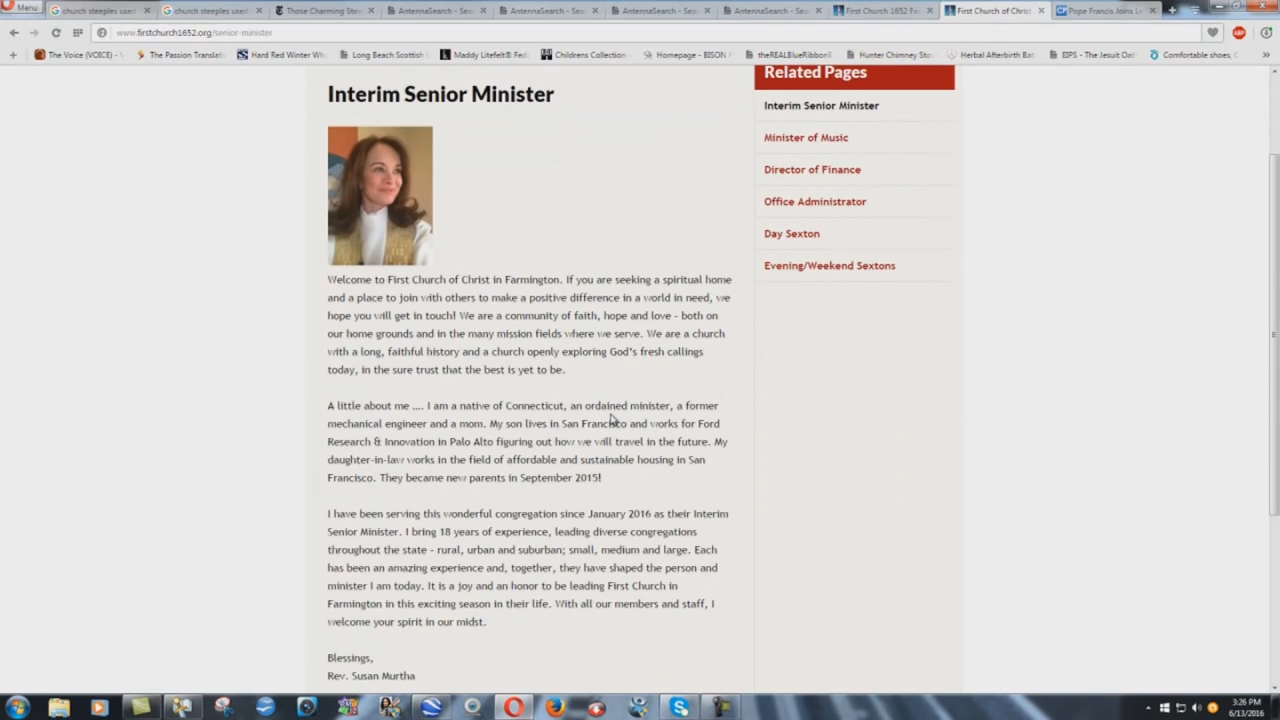 Menu
church steeples used
church steeples used
Those Charming Stee
AntennaSearch - Sea
AntennaSearch - Sea
AntennaSearch - Sea
AntennaSearch - Sea
First Church 1652 Fa
First Church of Christ
Pope Francis Joins L
www.firstchurch1652.org/senior-minister
ABP
The Voice (VOICE) -
The Passion Translati
Hard Red Winter Wh
Long Beach Scottish
Maddy Litefelt® Fed
Childrens Collection
Homepage - BISON
theREALBlueRibbonB
Hunter Chimney Sto
Herbal Afterbirth Bat
EIPS - The Jesuit Oat
Comfortable shoes, C
Related Pages
Interim Senior Minister
Interim Senior Minister
Minister of Music
Director of Finance
Office Administrator
Day Sexton
Evening/Weekend Sextons
Welcome to First Church of Christ in Farmington. If you are seeking a spiritual home
and a place to join with others to make a positive difference in a world in need, we
hope you will get in touch! We are a community of faith, hope and love - both on
our home grounds and in the many mission fields where we serve. We are a church
with a long, faithful history and a church openly exploring God's fresh callings
today, in the sure trust that the best is yet to be.
A little about me .... I am a native of Connecticut, an ordained minister, a former
mechanical engineer and a mom. My son lives in San Francisco and works for Ford
Research & Innovation in Palo Alto figuring out how we will travel in the future. My
daughter-in-law works in the field of affordable and sustainable housing in San
Francisco. They became new parents in September 2015!
I have been serving this wonderful congregation since January 2016 as their Interim
Senior Minister. I bring 18 years of experience, leading diverse congregations
throughout the state - rural, urban and suburban; small, medium and large. Each
has been an amazing experience and, together, they have shaped the person and
minister I am today. It is a joy and an honor to be leading First Church in
Farmington in this exciting season in their life. With all our members and staff, I
welcome your spirit in our midst.
Blessings,
Rev. Susan Murtha
3:26 PM
6/13/2016